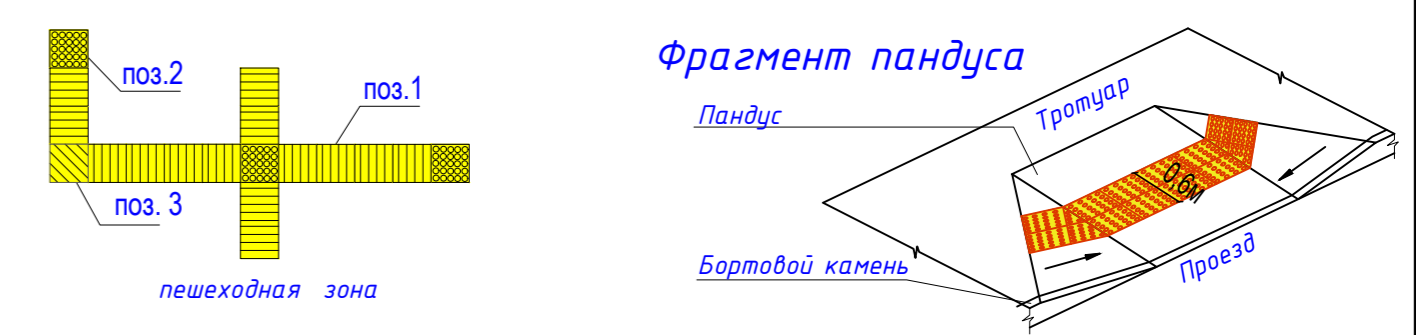 поз.2
поз.1
поз. 3
пешеходная зона
Фрагмент пандуса
Пандус
Тротуар
0,6м
Бортовой камень
Проезд